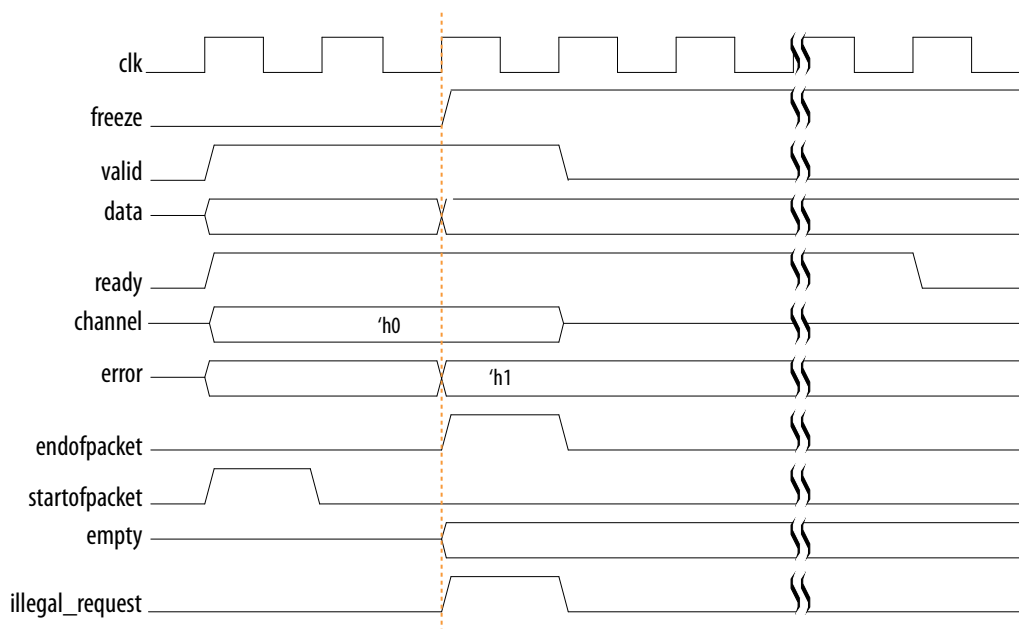 clk
freeze
valid
data
ready
channel
‘h0
error
‘h1
endofpacket
startofpacket
empty
illegal_request